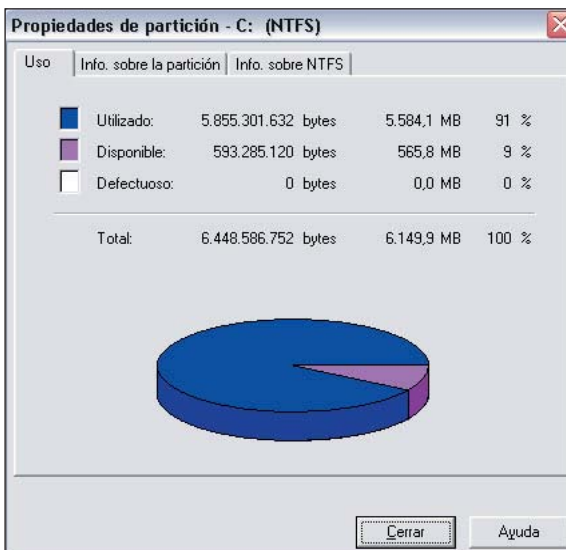 Propiedades de partición - C: (NTFS)
Uso Info. sobre la partición Info. sobre NTFS
Utilizado: 5.855.301.632 bytes 5.584,1 MB 91 %
Disponible: 593.285.120 bytes 565,8 MB 9 %
Defectuoso: 0 bytes 0,0 MB 0 %
Total: 6.448.586.752 bytes 6.149,9 MB 100 %
Cerrar Ayuda